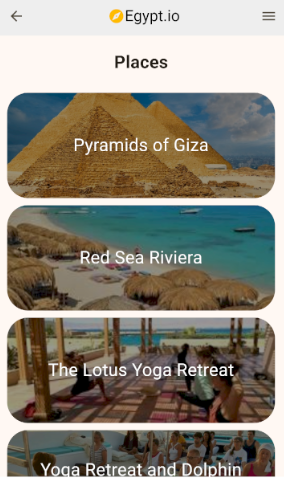 Egypt.io
Places
Pyramids of Giza
Red Sea Riviera
The Lotus Yoga Retreat
Yoga Retreat and Dolphin